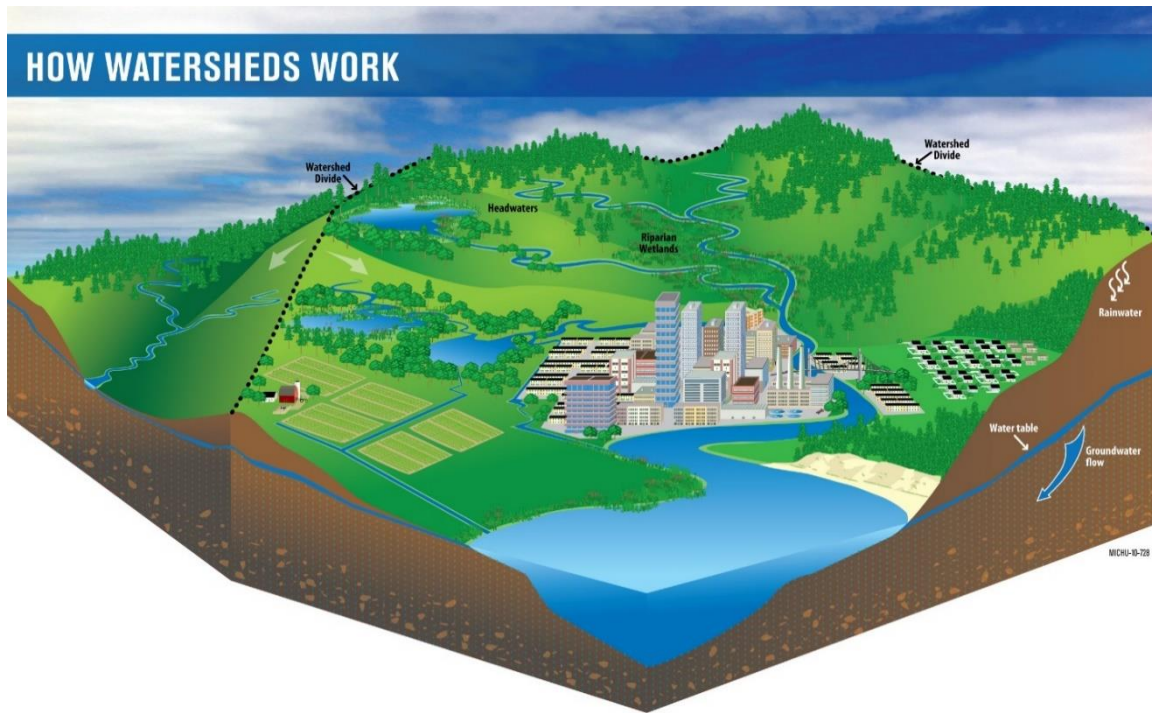 HOW WATERSHEDS WORK
Watershed
Divide
Watershed
Divide
Headwaters
Riparian
Wetlands
Rainwater
Water table
Groundwater
flow
MICHU-10-728